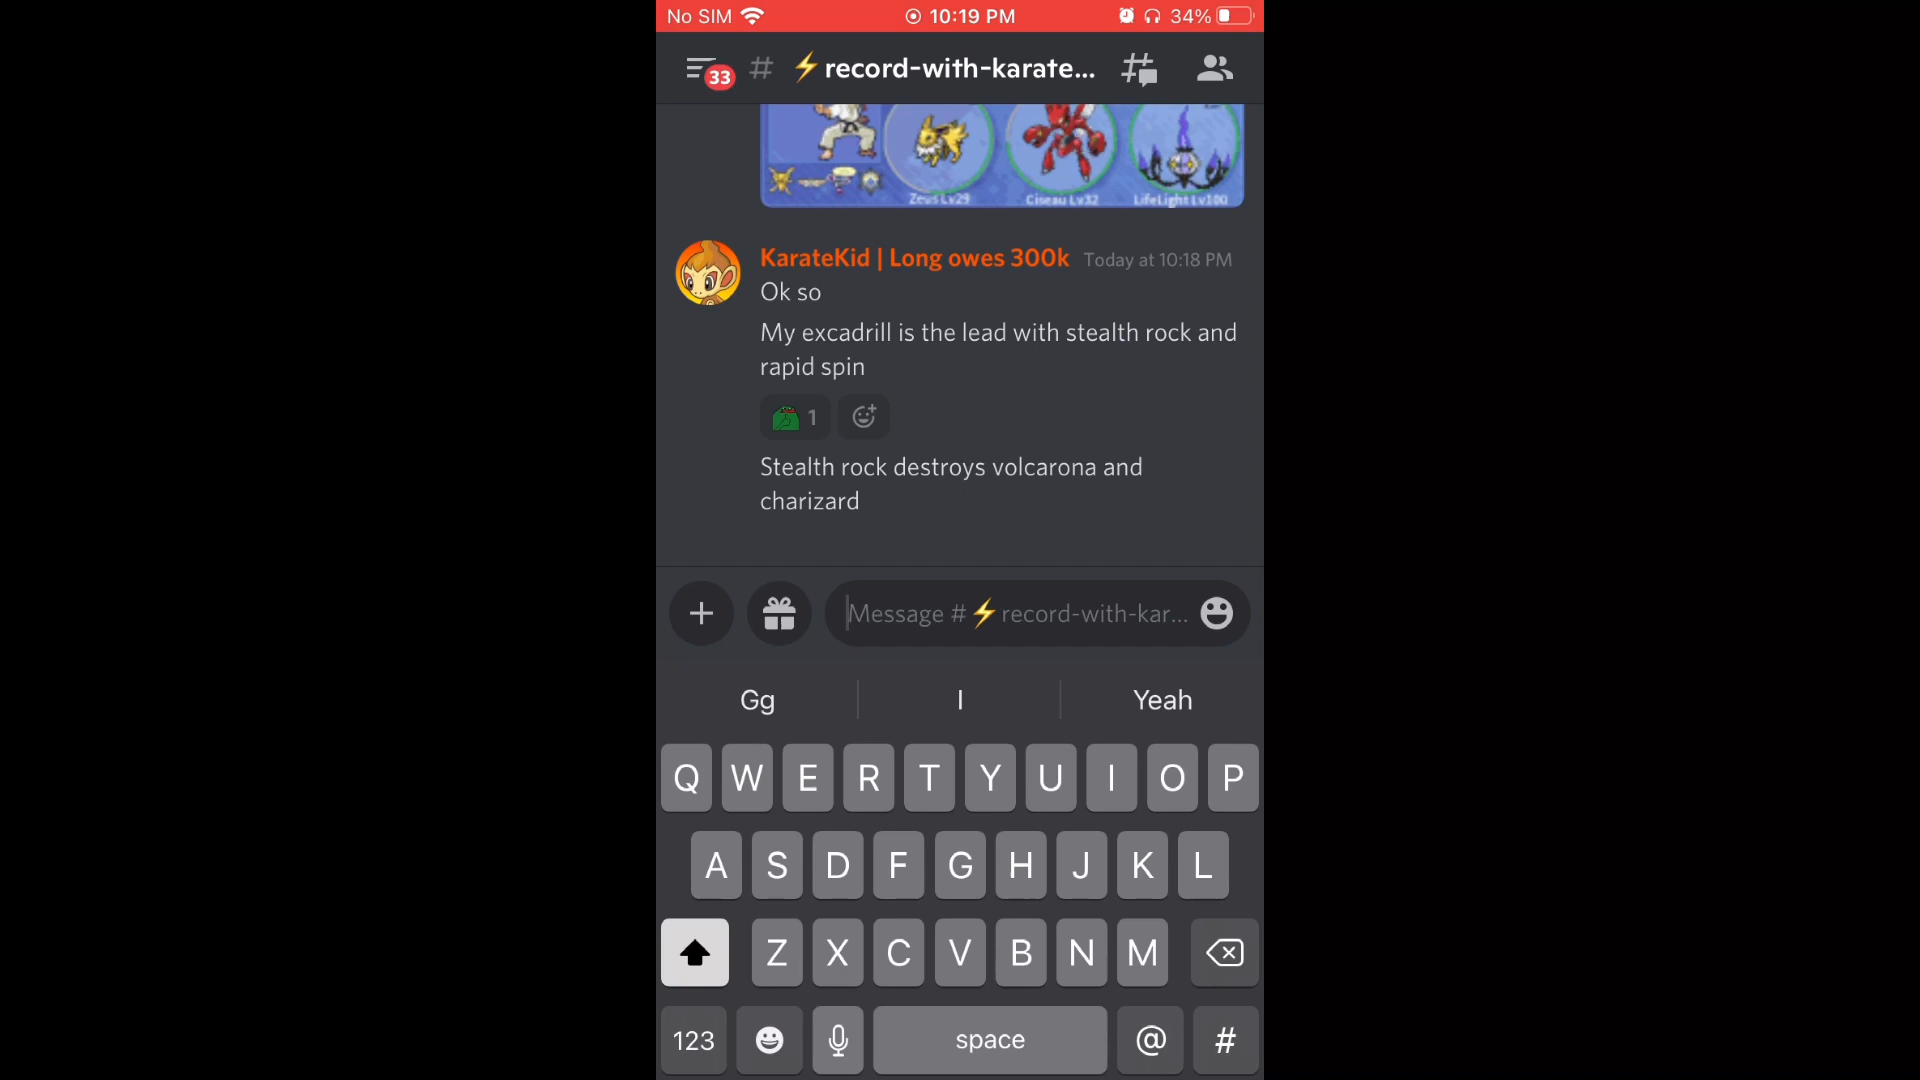 No SIM 10:19 PM 34%
33 # ⚡record-with-karate...
Zeus Lv29 Ciseau Lv32 LifeLight Lv100
KarateKid | Long owes 300k Today at 10:18 PM
Ok so
My excadrill is the lead with stealth rock and
rapid spin
1
Stealth rock destroys volcarona and
charizard
Message #⚡record-with-kar...
Gg I Yeah
Q W E R T Y U I O P
A S D F G H J K L
Z X C V B N M
123 space @ #